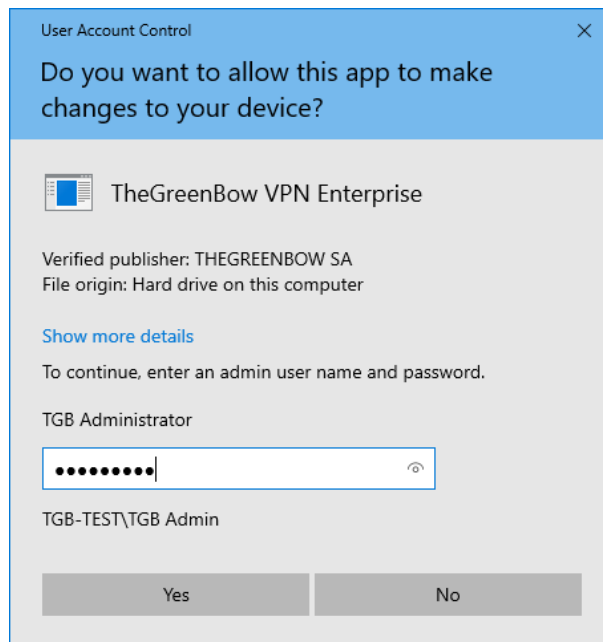 User Account Control
Do you want to allow this app to make
changes to your device?
TheGreenBow VPN Enterprise
Verified publisher: THEGREENBOW SA
File origin: Hard drive on this computer
Show more details
To continue, enter an admin user name and password.
TGB Administrator
●●●●●●●●●
TGB-TEST\TGB Admin
Yes
No